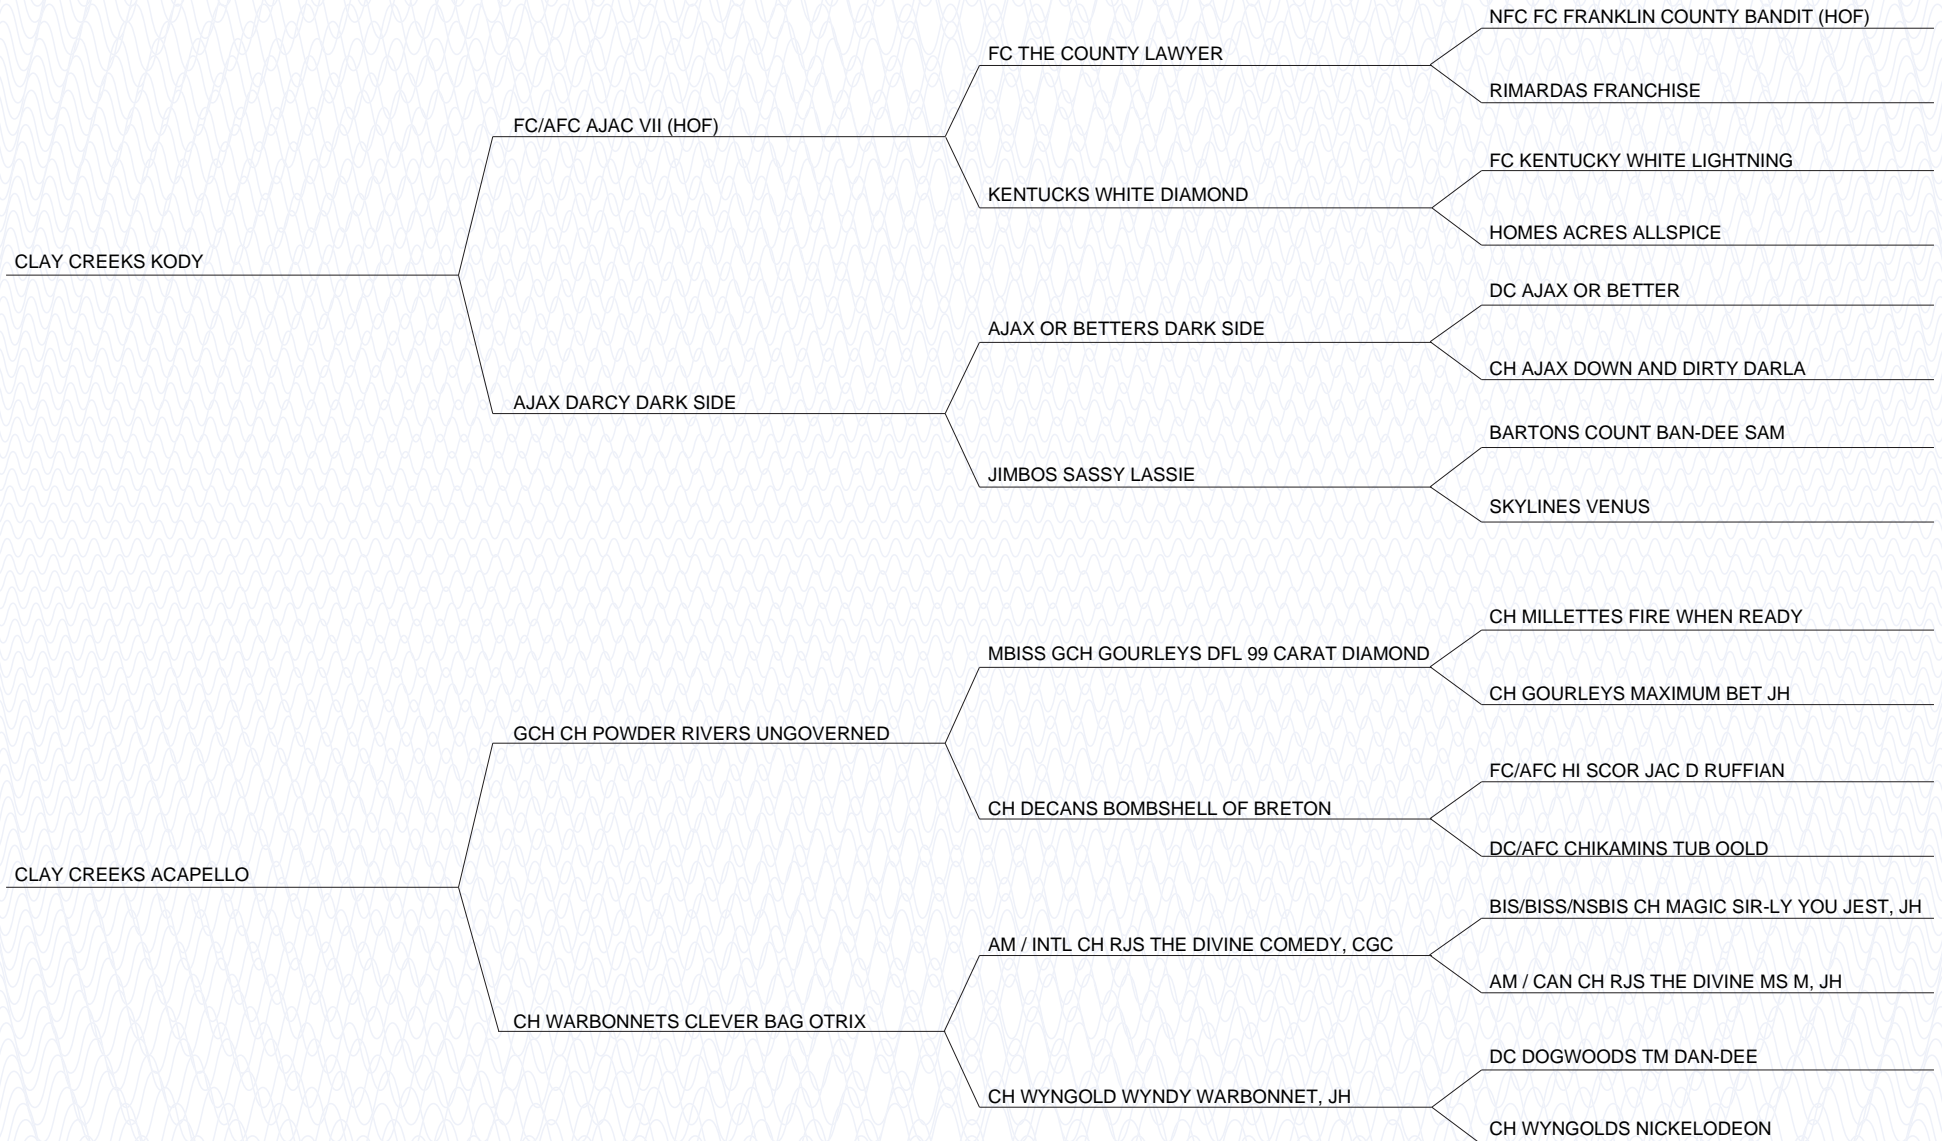 NFC FC FRANKLIN COUNTY BANDIT (HOF)
FC THE COUNTY LAWYER
RIMARDAS FRANCHISE
FC/AFC AJAC VII (HOF)
FC KENTUCKY WHITE LIGHTNING
KENTUCKS WHITE DIAMOND
HOMES ACRES ALLSPICE
CLAY CREEKS KODY
DC AJAX OR BETTER
AJAX OR BETTERS DARK SIDE
CH AJAX DOWN AND DIRTY DARLA
AJAX DARCY DARK SIDE
BARTONS COUNT BAN-DEE SAM
JIMBOS SASSY LASSIE
SKYLINES VENUS
CH MILLETTES FIRE WHEN READY
MBISS GCH GOURLEYS DFL 99 CARAT DIAMOND
CH GOURLEYS MAXIMUM BET JH
GCH CH POWDER RIVERS UNGOVERNED
FC/AFC HI SCOR JAC D RUFFIAN
CH DECANS BOMBSHELL OF BRETON
DC/AFC CHIKAMINS TUB OOLD
CLAY CREEKS ACAPELLO
BIS/BISS/NSBIS CH MAGIC SIR-LY YOU JEST, JH
AM / INTL CH RJS THE DIVINE COMEDY, CGC
AM / CAN CH RJS THE DIVINE MS M, JH
CH WARBONNETS CLEVER BAG OTRIX
DC DOGWOODS TM DAN-DEE
CH WYNGOLD WYNDY WARBONNET, JH
CH WYNGOLDS NICKELODEON